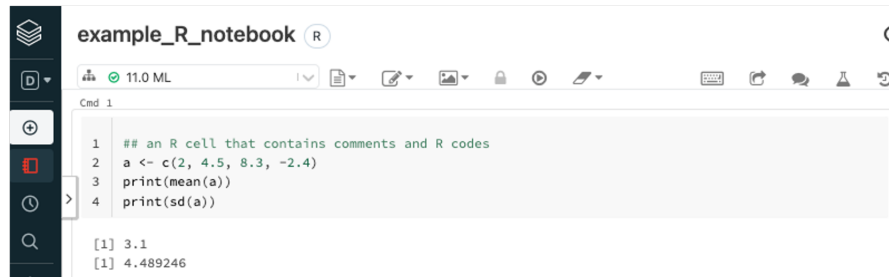 example_R_notebook R
D
11.0 ML
Cmd 1
1 ## an R cell that contains comments and R codes
2 a <- c(2, 4.5, 8.3, -2.4)
3 print(mean(a))
4 print(sd(a))
[1] 3.1
[1] 4.489246